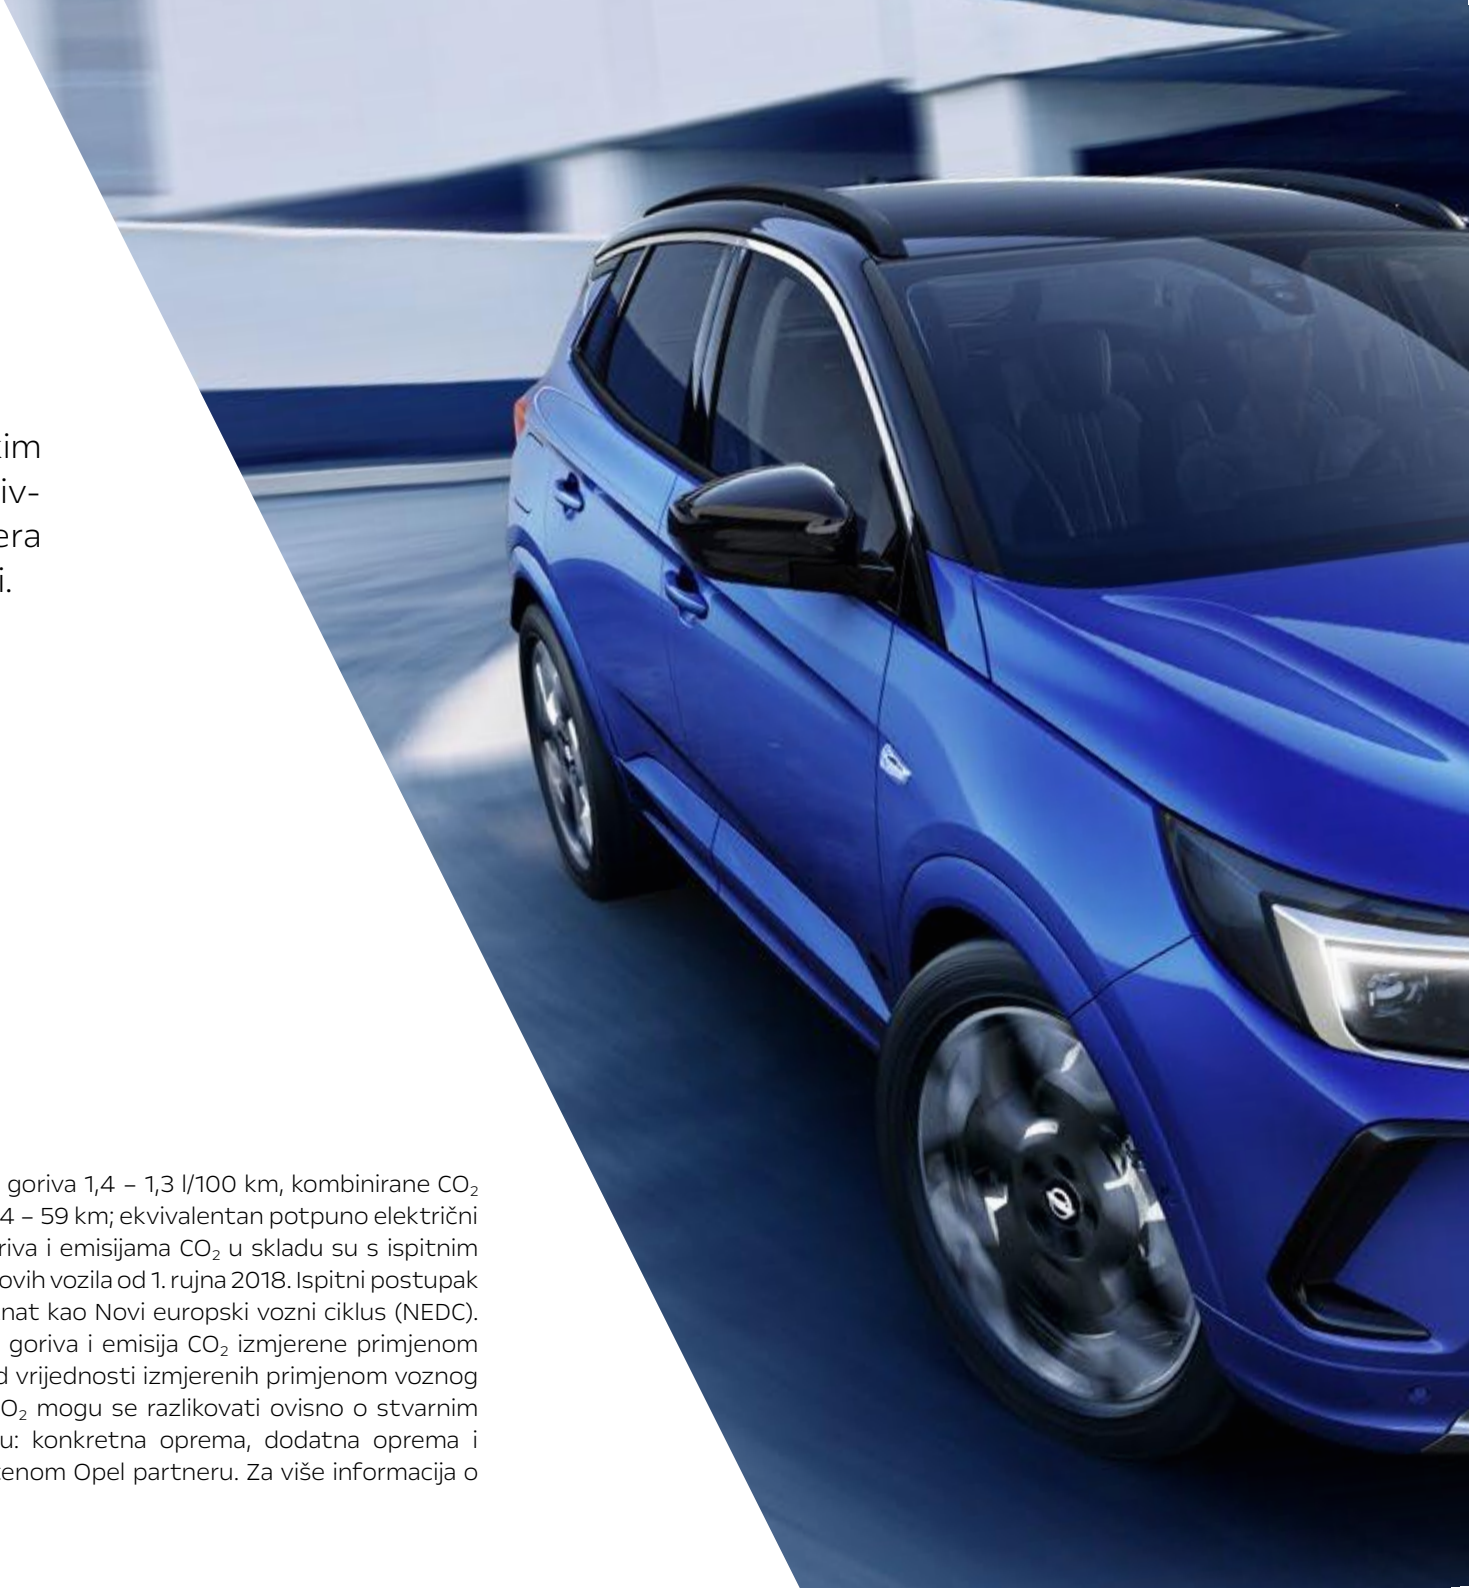 kim
iv-
era
i.
goriva 1,4 – 1,3 l/100 km, kombinirane CO₂
4 – 59 km; ekvivalentan potpuno električni
riva i emisijama CO₂ u skladu su s ispitnim
ovih vozila od 1. rujna 2018. Ispitni postupak
nat kao Novi europski vozni ciklus (NEDC).
goriva i emisija CO₂ izmjerene primjenom
d vrijednosti izmjerenih primjenom voznog
O₂ mogu se razlikovati ovisno o stvarnim
u: konkretna oprema, dodatna oprema i
enom Opel partneru. Za više informacija o